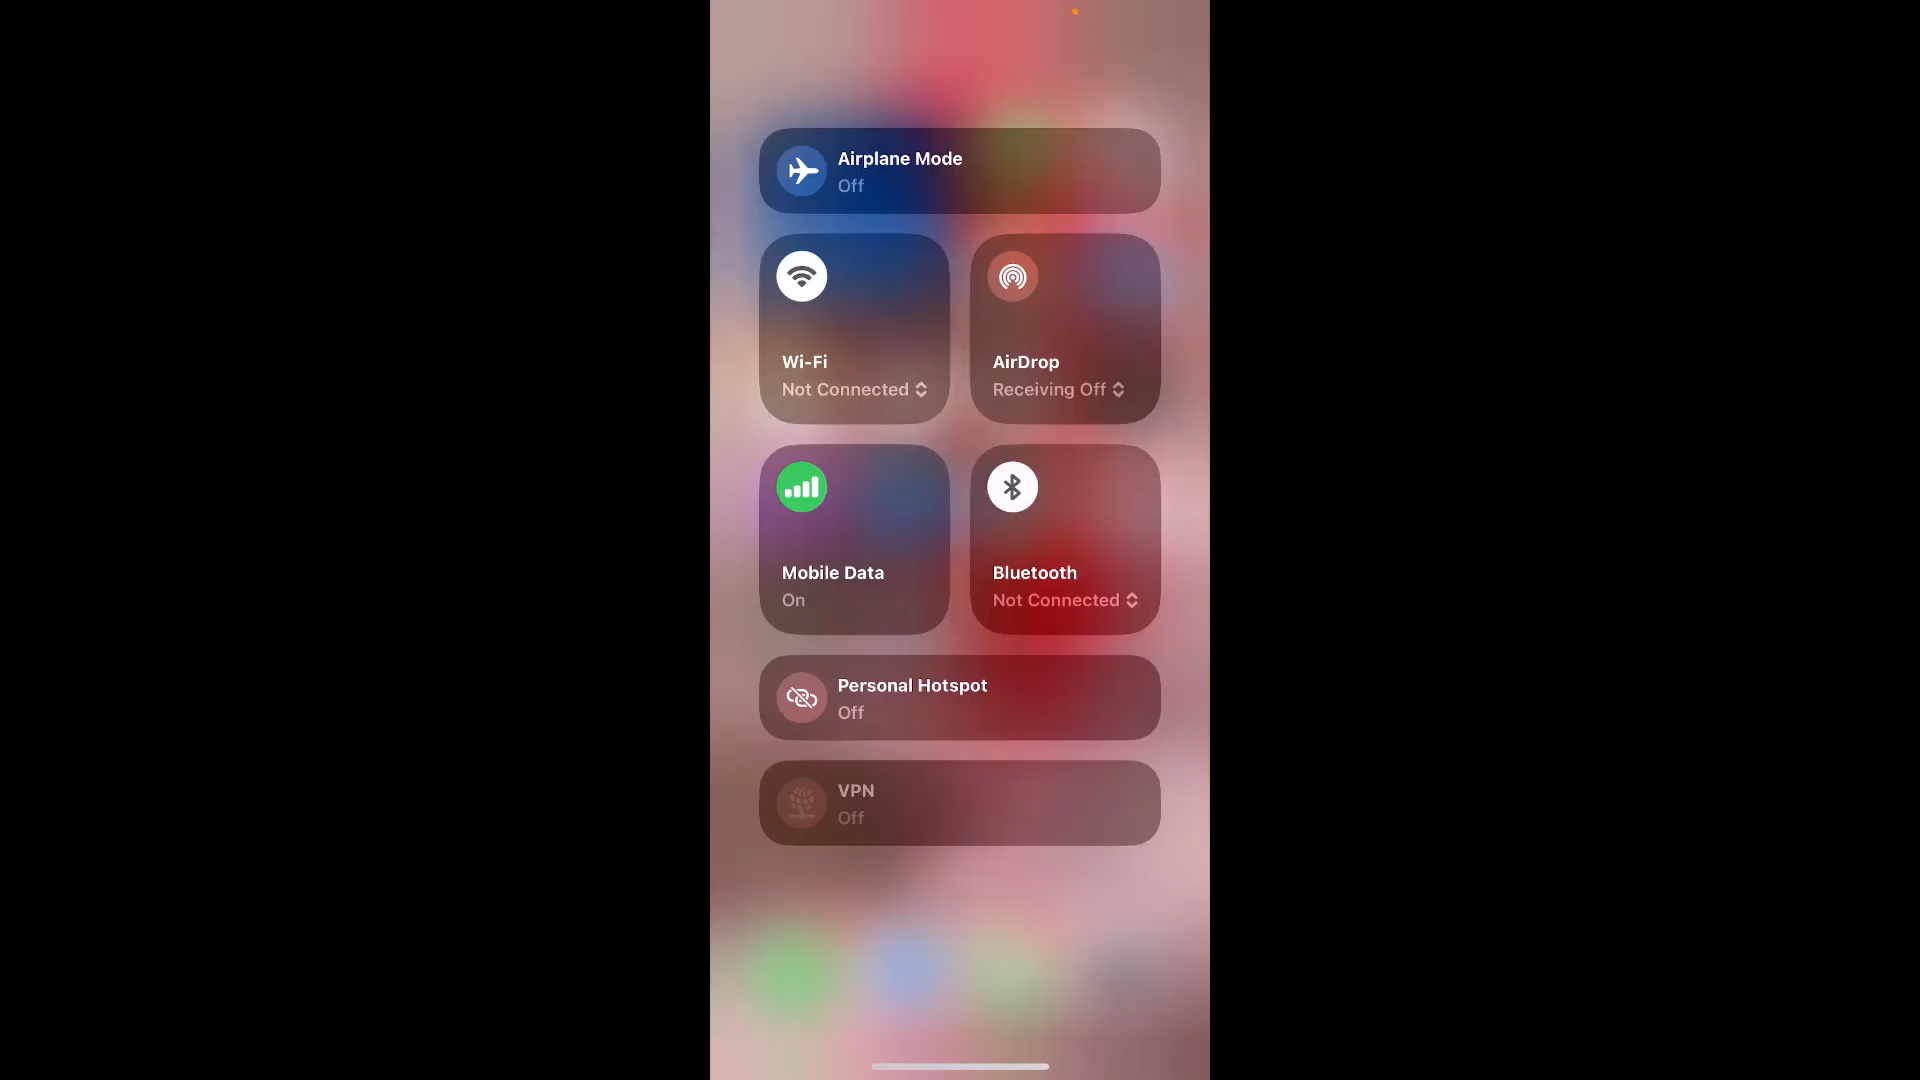 Airplane Mode
Off
Wi-Fi
Not Connected
AirDrop
Receiving Off
Mobile Data
On
Bluetooth
Not Connected
Personal Hotspot
Off
VPN
Off